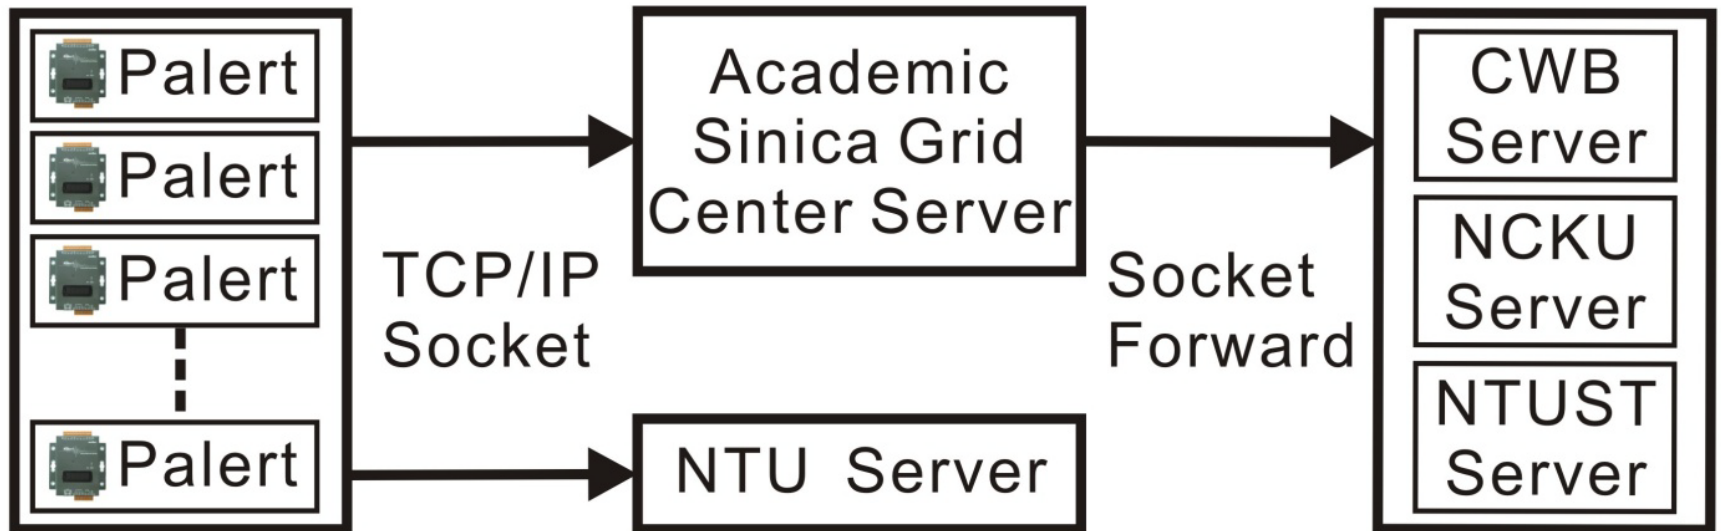 Palert
Palert
Palert
Palert
TCP/IP
Socket
Academic
Sinica Grid
Center Server
NTU Server
Socket
Forward
CWB
Server
NCKU
Server
NTUST
Server